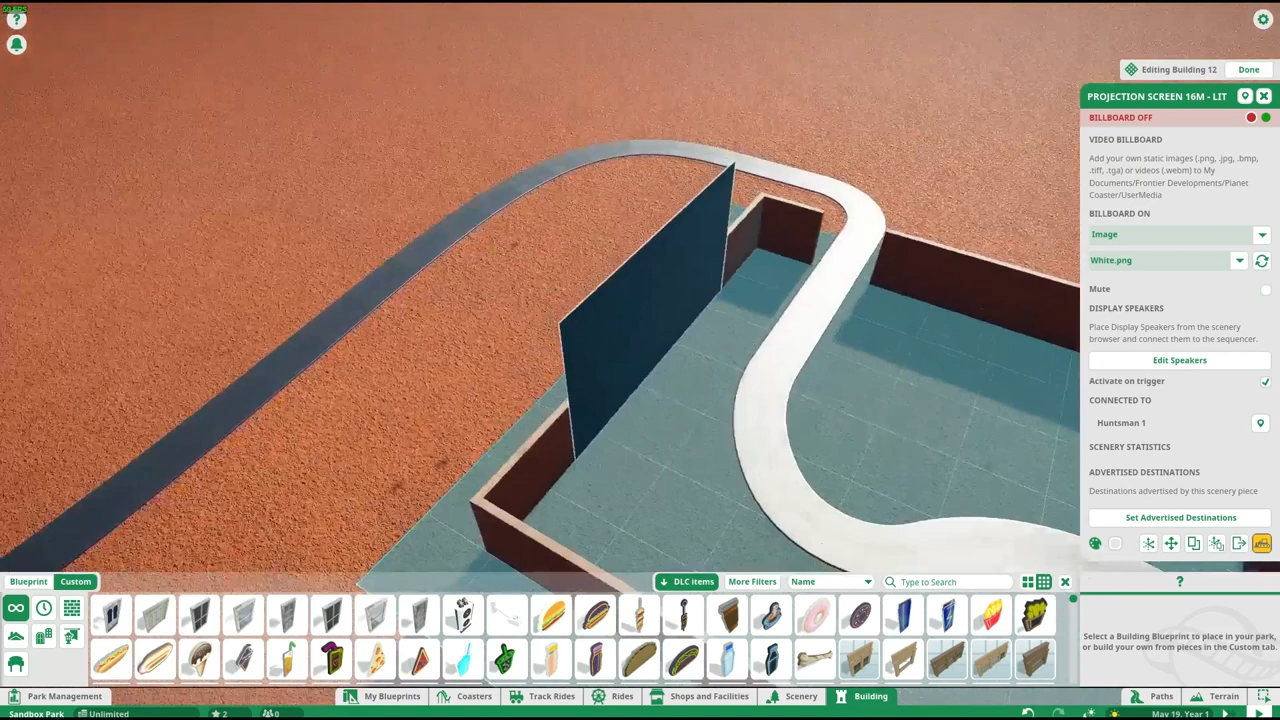 60 FPS
?
Editing Building 12
Done
PROJECTION SCREEN 16M - LIT
BILLBOARD OFF
VIDEO BILLBOARD
Add your own static images (.png, .jpg, .bmp,
.tiff, .tga) or videos (.webm) to My
Documents/Frontier Developments/Planet
Coaster/UserMedia
BILLBOARD ON
Image
White.png
Mute
DISPLAY SPEAKERS
Place Display Speakers from the scenery
browser and connect them to the sequencer.
Edit Speakers
Activate on trigger
CONNECTED TO
Huntsman 1
SCENERY STATISTICS
ADVERTISED DESTINATIONS
Destinations advertised by this scenery piece
Set Advertised Destinations
Blueprint
Custom
DLC items
More Filters
Name
Type to Search
?
Select a Building Blueprint to place in your park,
or build your own from pieces in the Custom tab.
Park Management
My Blueprints
Coasters
Track Rides
Rides
Shops and Facilities
Scenery
Building
Paths
Terrain
Sandbox Park
Unlimited
2
0
May 19, Year 1